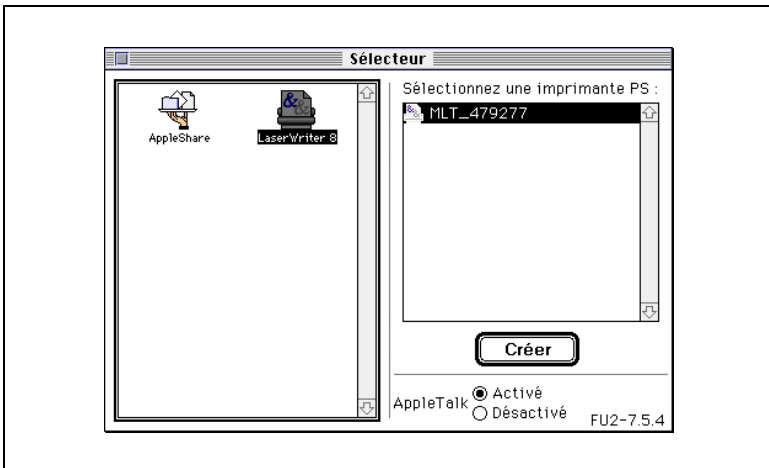 Sélecteur
AppleShare
LaserWriter 8
Sélectionnez une imprimante PS :
MLT_479277
Créer
AppleTalk
Activé
Désactivé
FU2-7.5.4